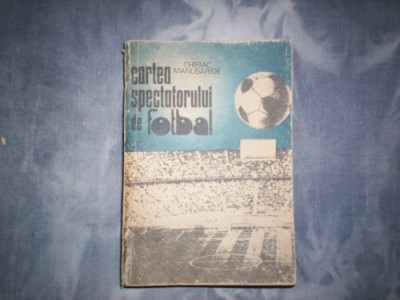 CHIRIAC
MANUSARIDE
cartea
spectatorului
de fotbal